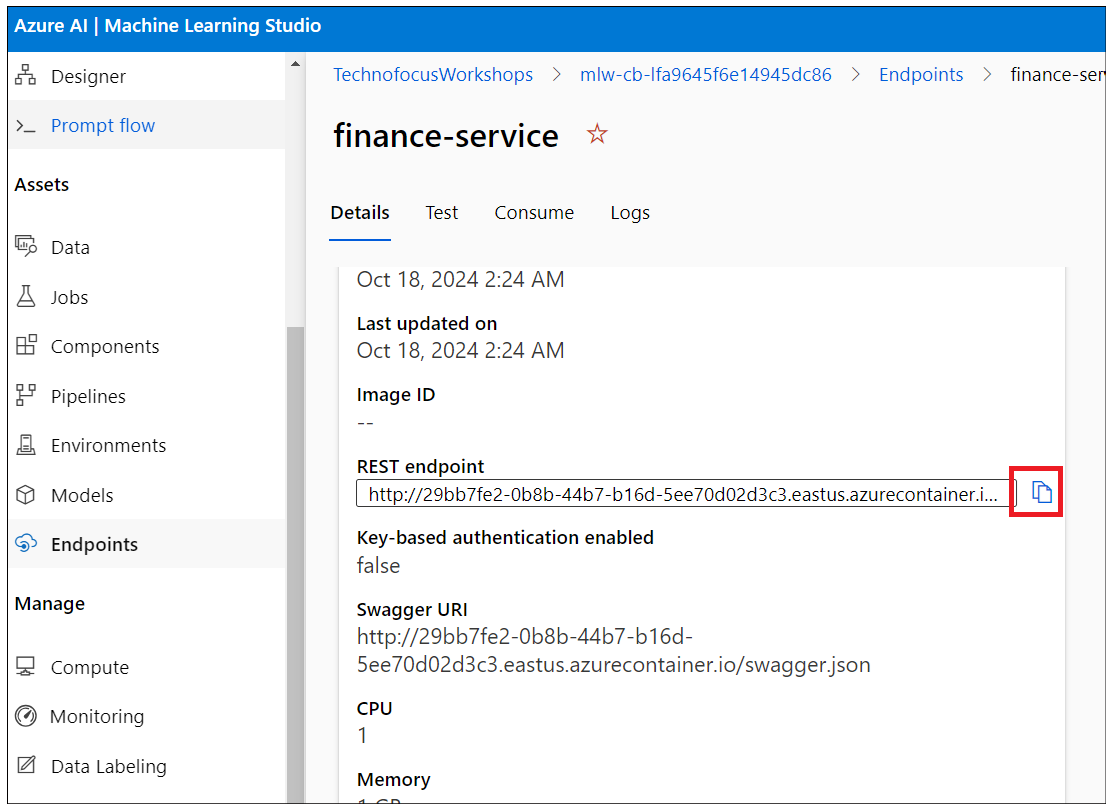 Azure AI | Machine Learning Studio
Designer
Prompt flow
Assets
Data
Jobs
Components
Pipelines
Environments
Models
Endpoints
Manage
Compute
Monitoring
Data Labeling
TechnofocusWorkshops > mlw-cb-lfa9645f6e14945dc86 > Endpoints > finance-ser
finance-service
Details Test Consume Logs
Oct 18, 2024 2:24 AM
Last updated on
Oct 18, 2024 2:24 AM
Image ID
--
REST endpoint
http://29bb7fe2-0b8b-44b7-b16d-5ee70d02d3c3.eastus.azurecontainer.i...
Key-based authentication enabled
false
Swagger URI
http://29bb7fe2-0b8b-44b7-b16d-
5ee70d02d3c3.eastus.azurecontainer.io/swagger.json
CPU
1
Memory
1 GB